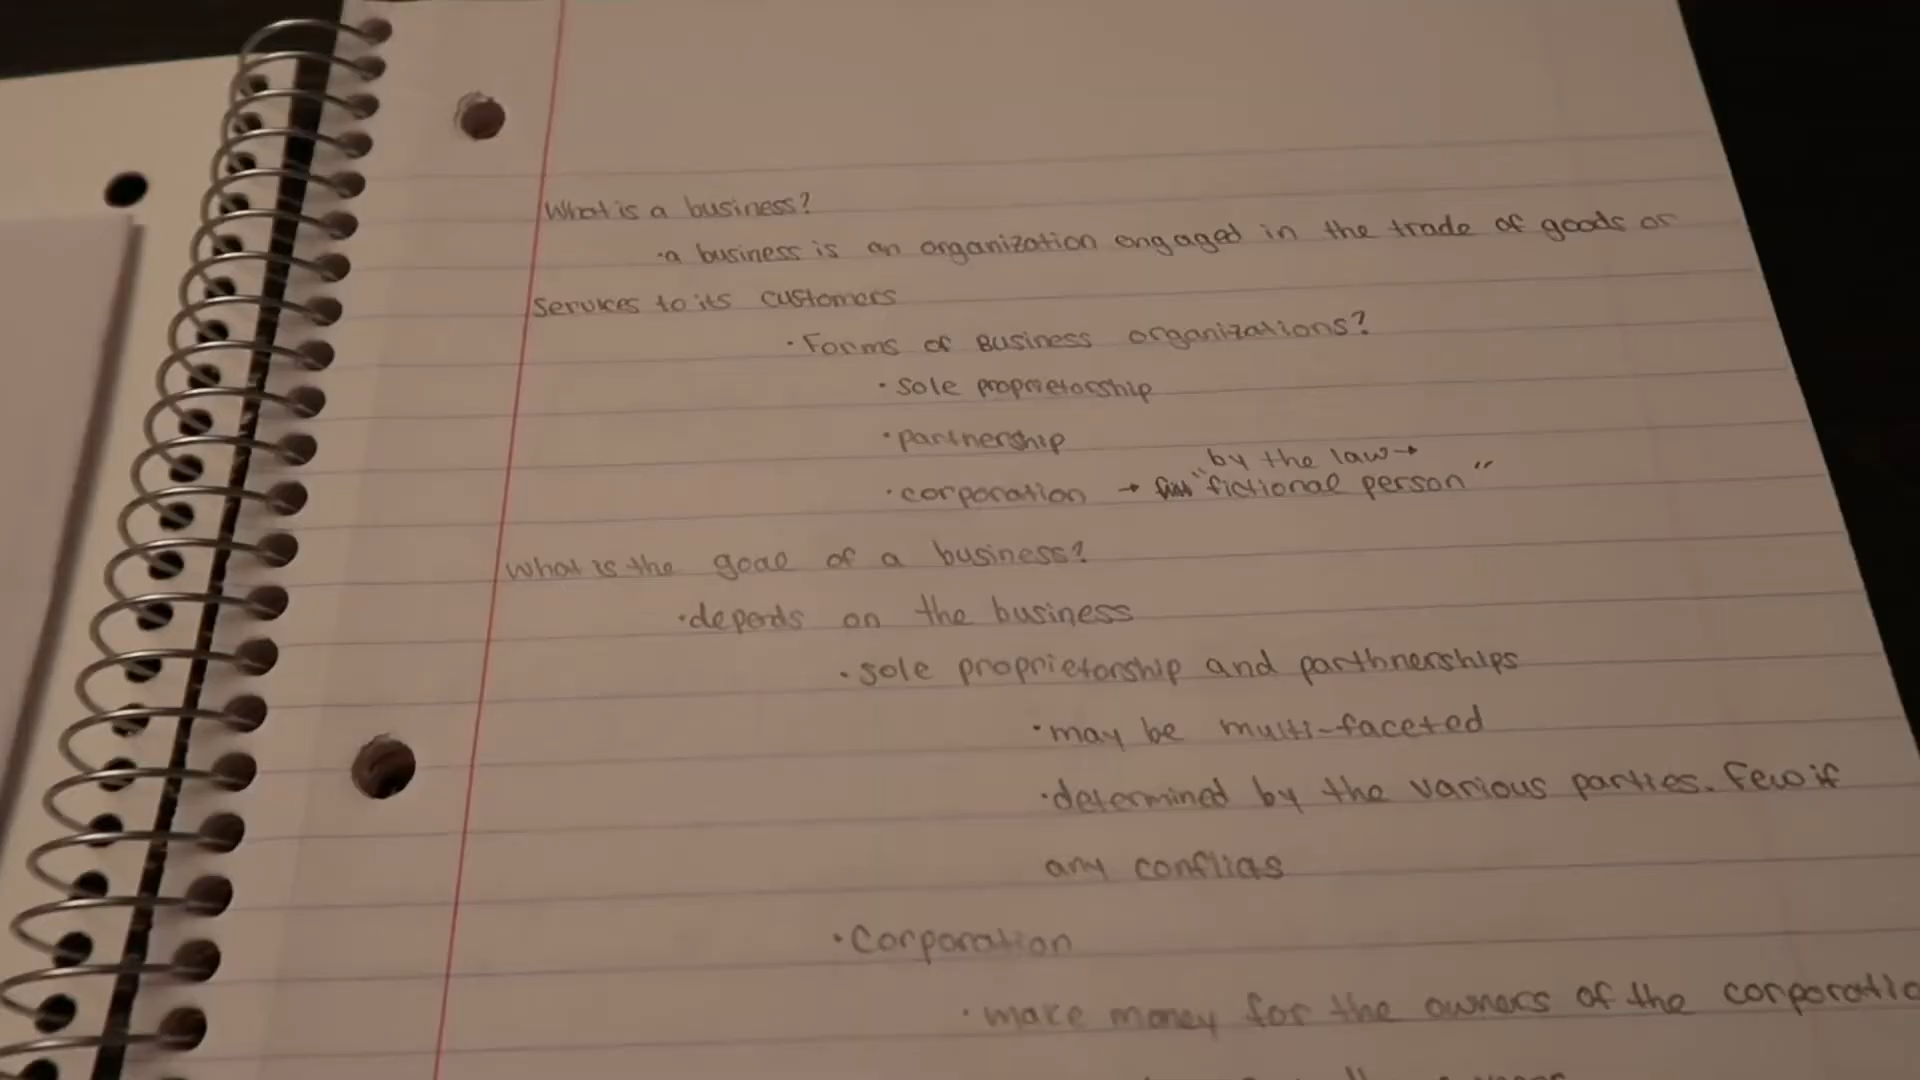 What is a business?
·a business is an organization engaged in the trade of goods or
services to its customers
·Forms of Business organizations?
·sole proprietorship
·partnership
by the law→
·corporation → "fictional person"
What is the goal of a business?
·depends on the business
·sole proprietorship and parthnerships
·may be multi-faceted
·determined by the various parties. Few if
any conflicts
·Corporation
·make money for the owners of the corporatio